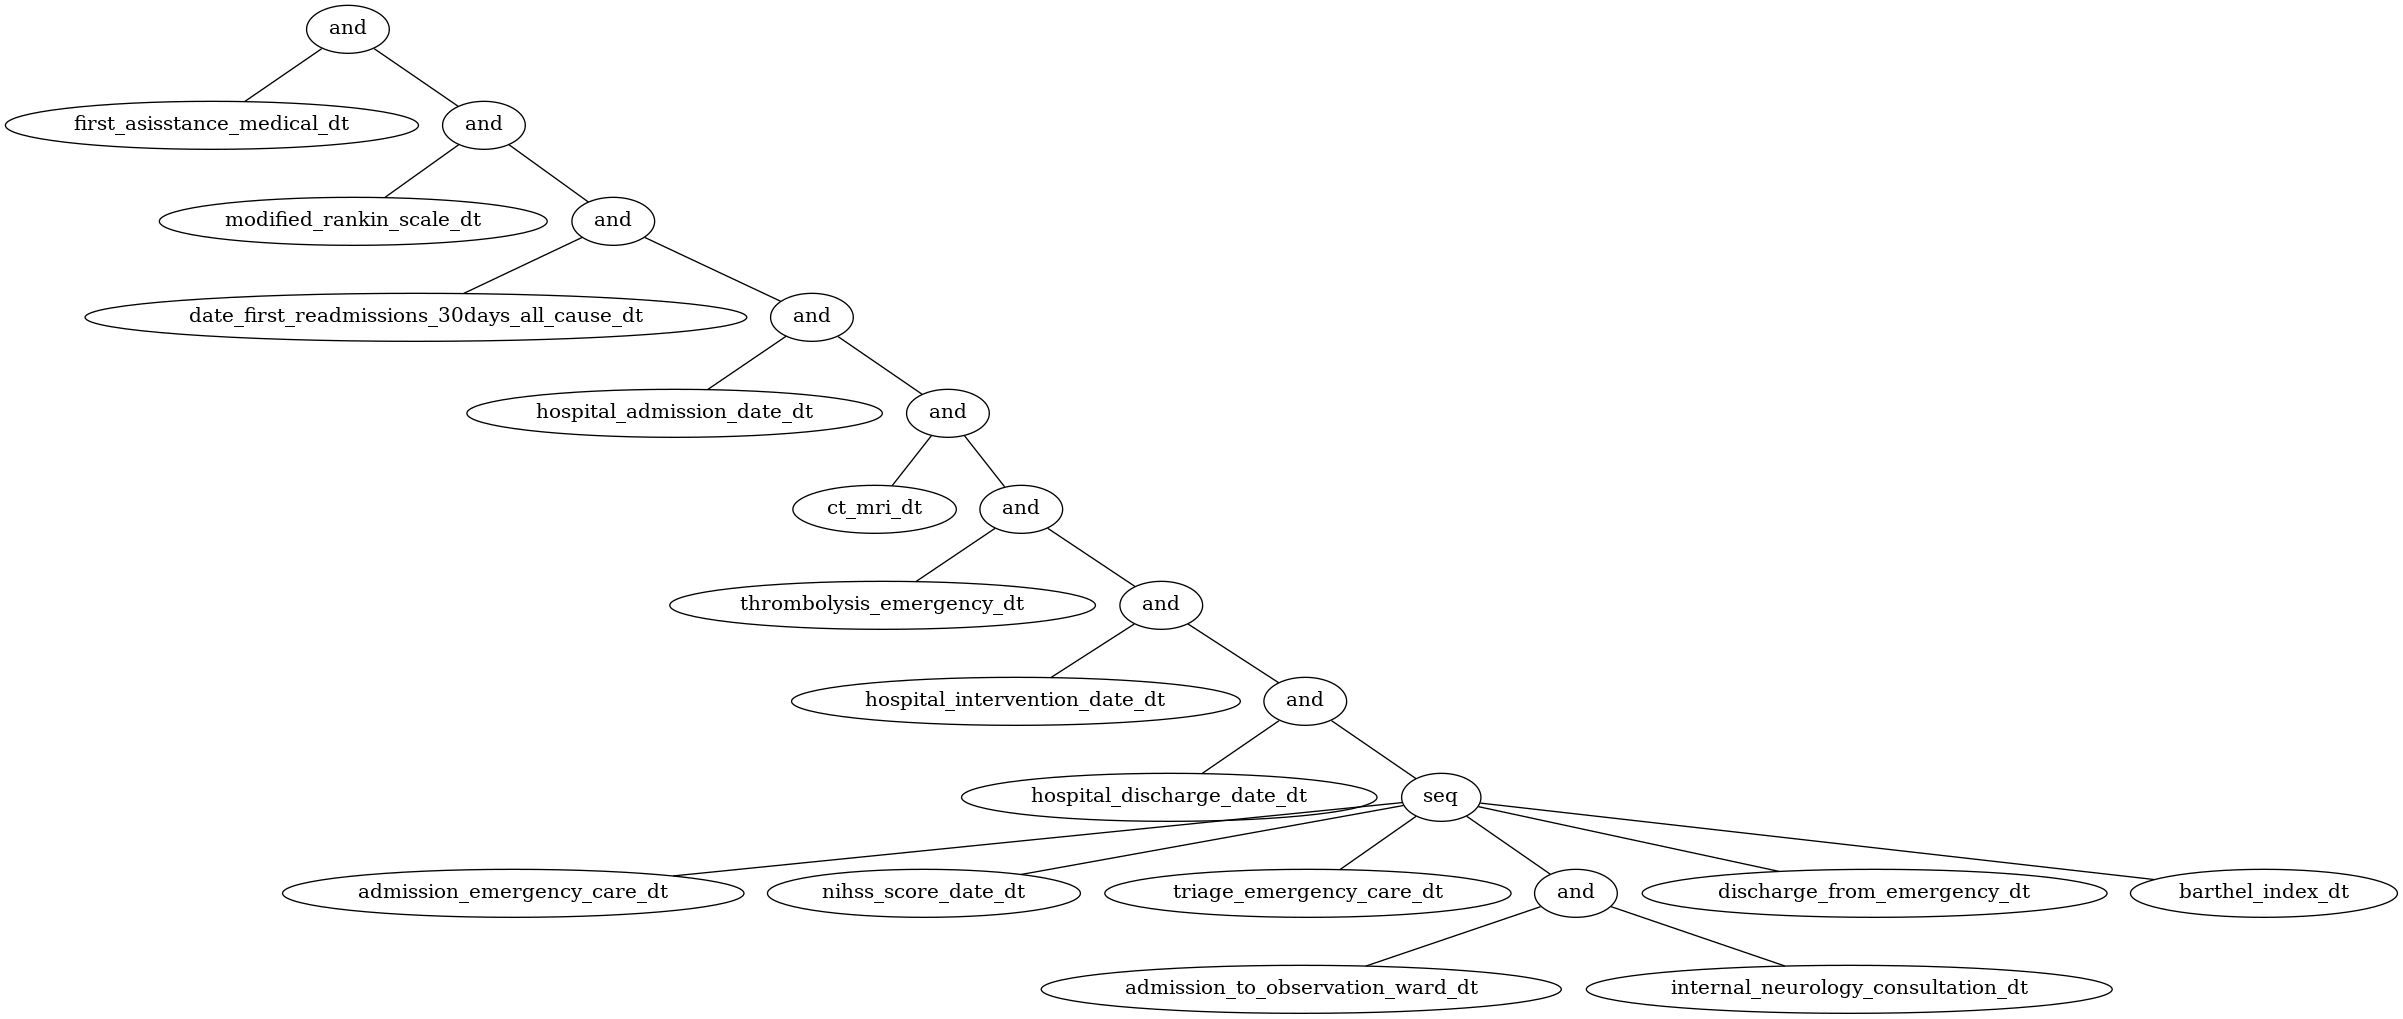 and
first_asisstance_medical_dt
and
modified_rankin_scale_dt
and
date_first_readmissions_30days_all_cause_dt
and
hospital_admission_date_dt
and
ct_mri_dt
and
thrombolysis_emergency_dt
and
hospital_intervention_date_dt
and
hospital_discharge_date_dt
seq
admission_emergency_care_dt
nihss_score_date_dt
triage_emergency_care_dt
and
discharge_from_emergency_dt
barthel_index_dt
admission_to_observation_ward_dt
internal_neurology_consultation_dt